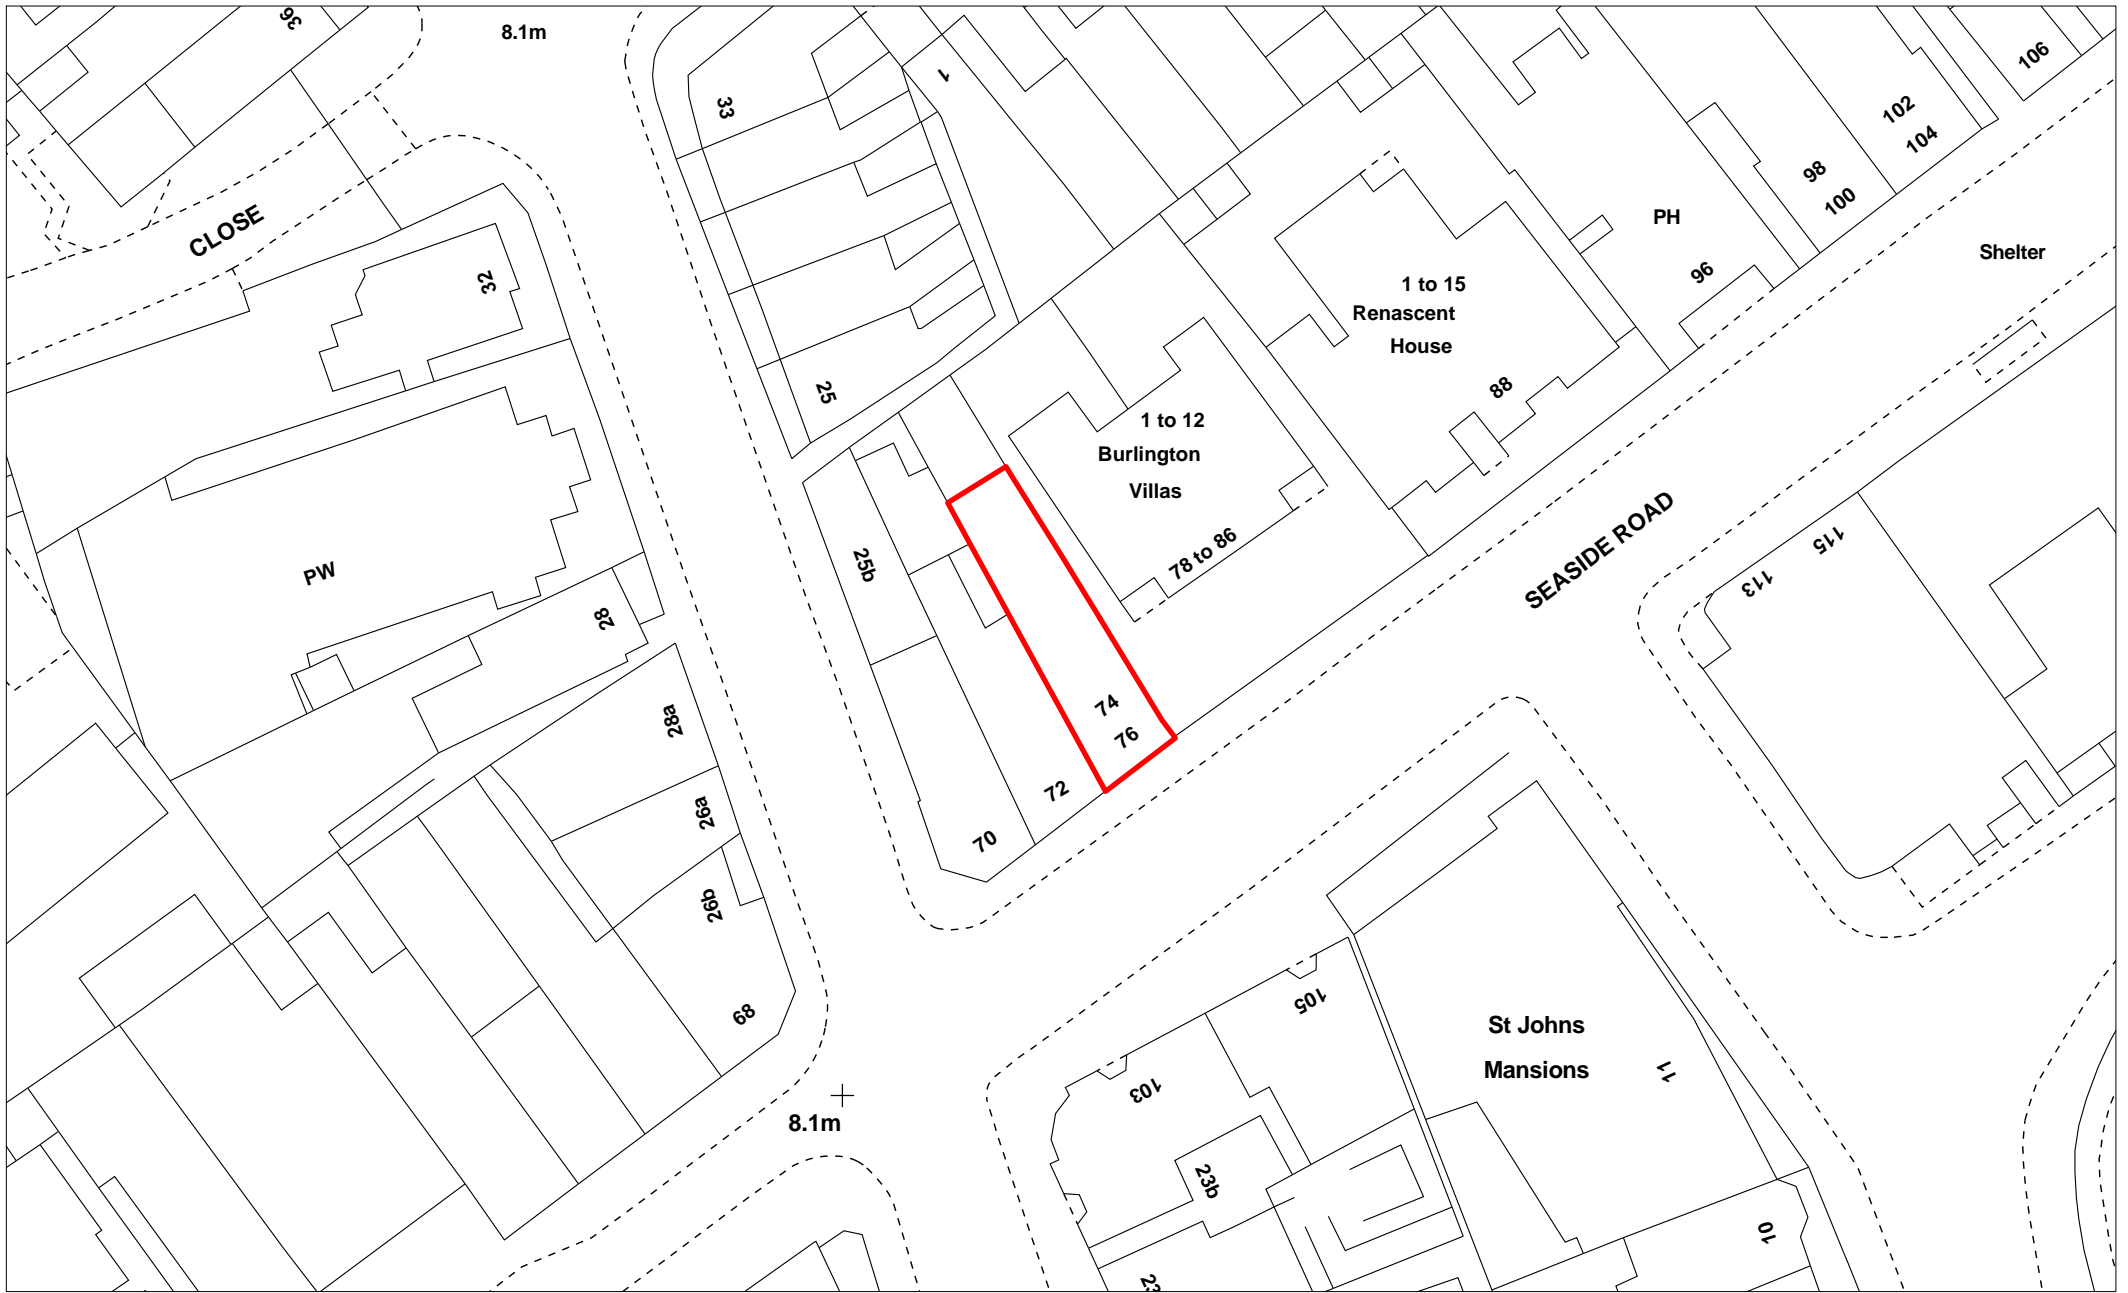 36
8.1m
33
1
106
102
104
98
100
CLOSE
PH
96
Shelter
32
1 to 15
Renascent
House
88
25
1 to 12
Burlington
Villas
78 to 86
SEASIDE ROAD
115
113
PW
25b
28
28a
74
76
72
70
26a
26b
69
105
103
St Johns
Mansions
11
8.1m
23b
10